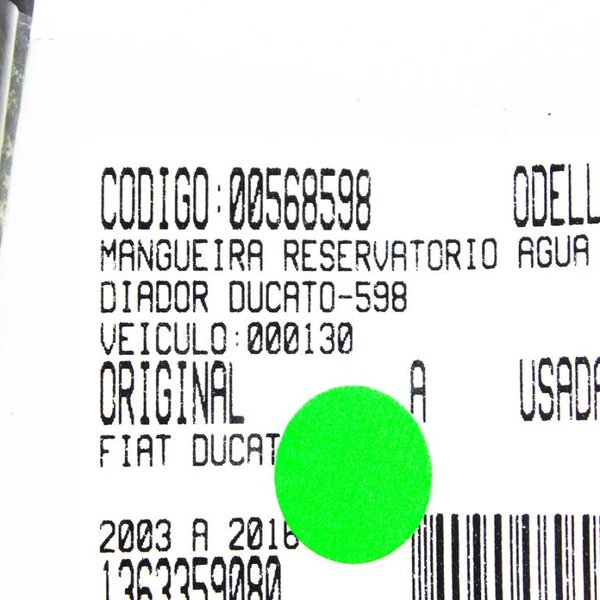 CODIGO:00568598 ODELL
MANGUEIRA RESERVATORIO AGUA
DIADOR DUCATO-598
VEICULO:000130
ORIGINAL A USADA
FIAT DUCAT
2003 A 2016
1363359080